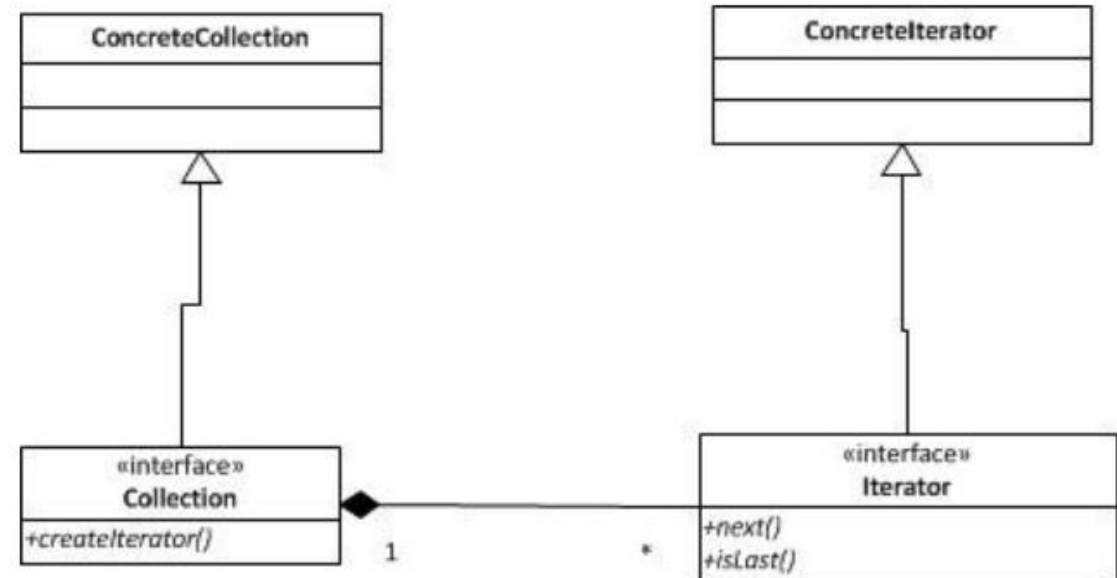 ConcreteCollection
ConcreteIterator
«interface»
Collection
+createIterator()
«interface»
Iterator
+next()
+isLast()
1
*